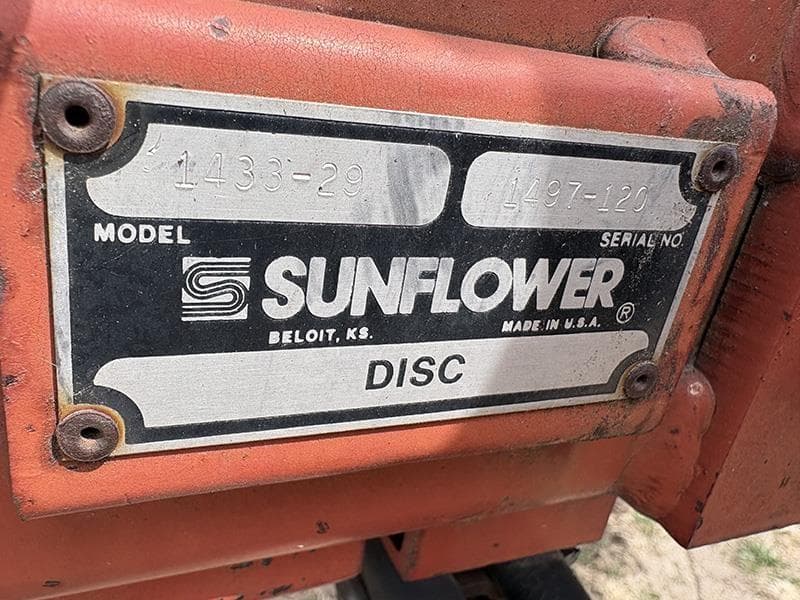 1433-29
1497-120
MODEL
SERIAL NO.
SUNFLOWER ®
BELOIT, KS.
MADE IN U.S.A.
DISC